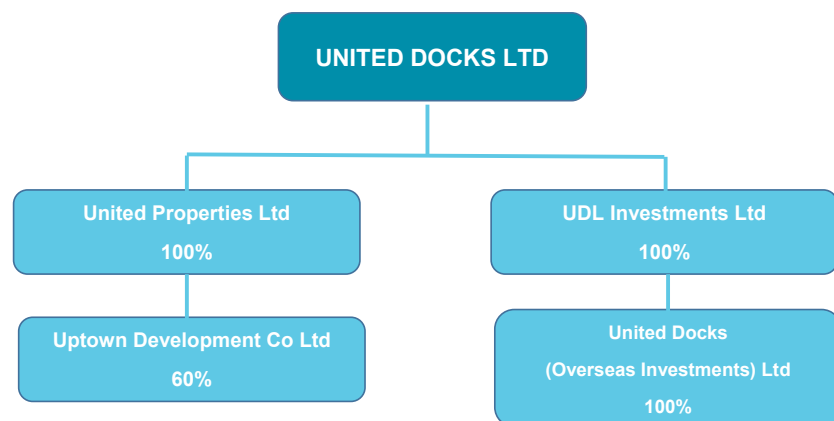 UNITED DOCKS LTD
United Properties Ltd
100%
UDL Investments Ltd
100%
Uptown Development Co Ltd
60%
United Docks
(Overseas Investments) Ltd
100%